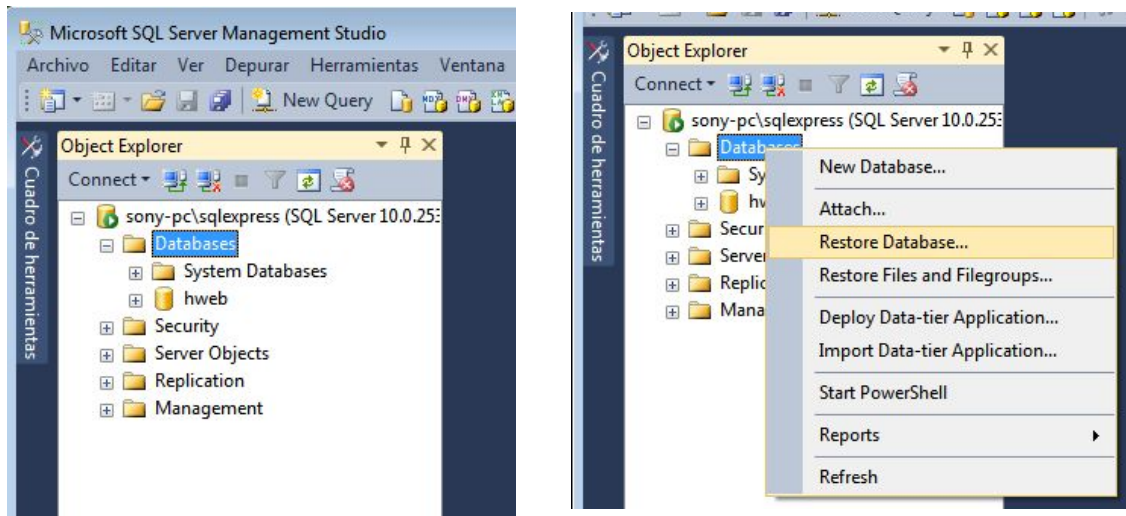 Microsoft SQL Server Management Studio
Archivo Editar Ver Depurar Herramientas Ventana
New Query
Object Explorer
Connect
Cuadro de herramientas
sony-pc\sqlexpress (SQL Server 10.0.253
Databases
System Databases
hweb
Security
Server Objects
Replication
Management
Object Explorer
Connect
Cuadro de herramientas
sony-pc\sqlexpress (SQL Server 10.0.253
Databases
Sy
hw
Secur
Server
Replic
Mana
New Database...
Attach...
Restore Database...
Restore Files and Filegroups...
Deploy Data-tier Application...
Import Data-tier Application...
Start PowerShell
Reports
Refresh